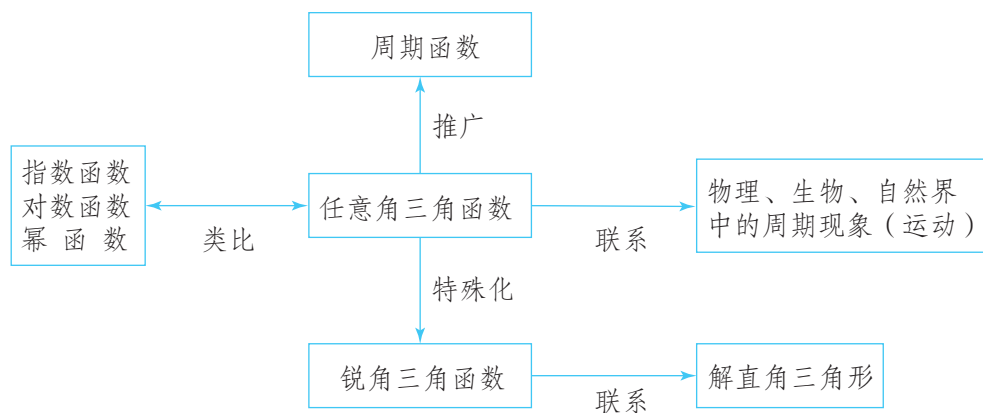 周期函数
推广
指数函数
对数函数
幂函数
类比
任意角三角函数
联系
物理、生物、自然界
中的周期现象（运动）
特殊化
锐角三角函数
联系
解直角三角形